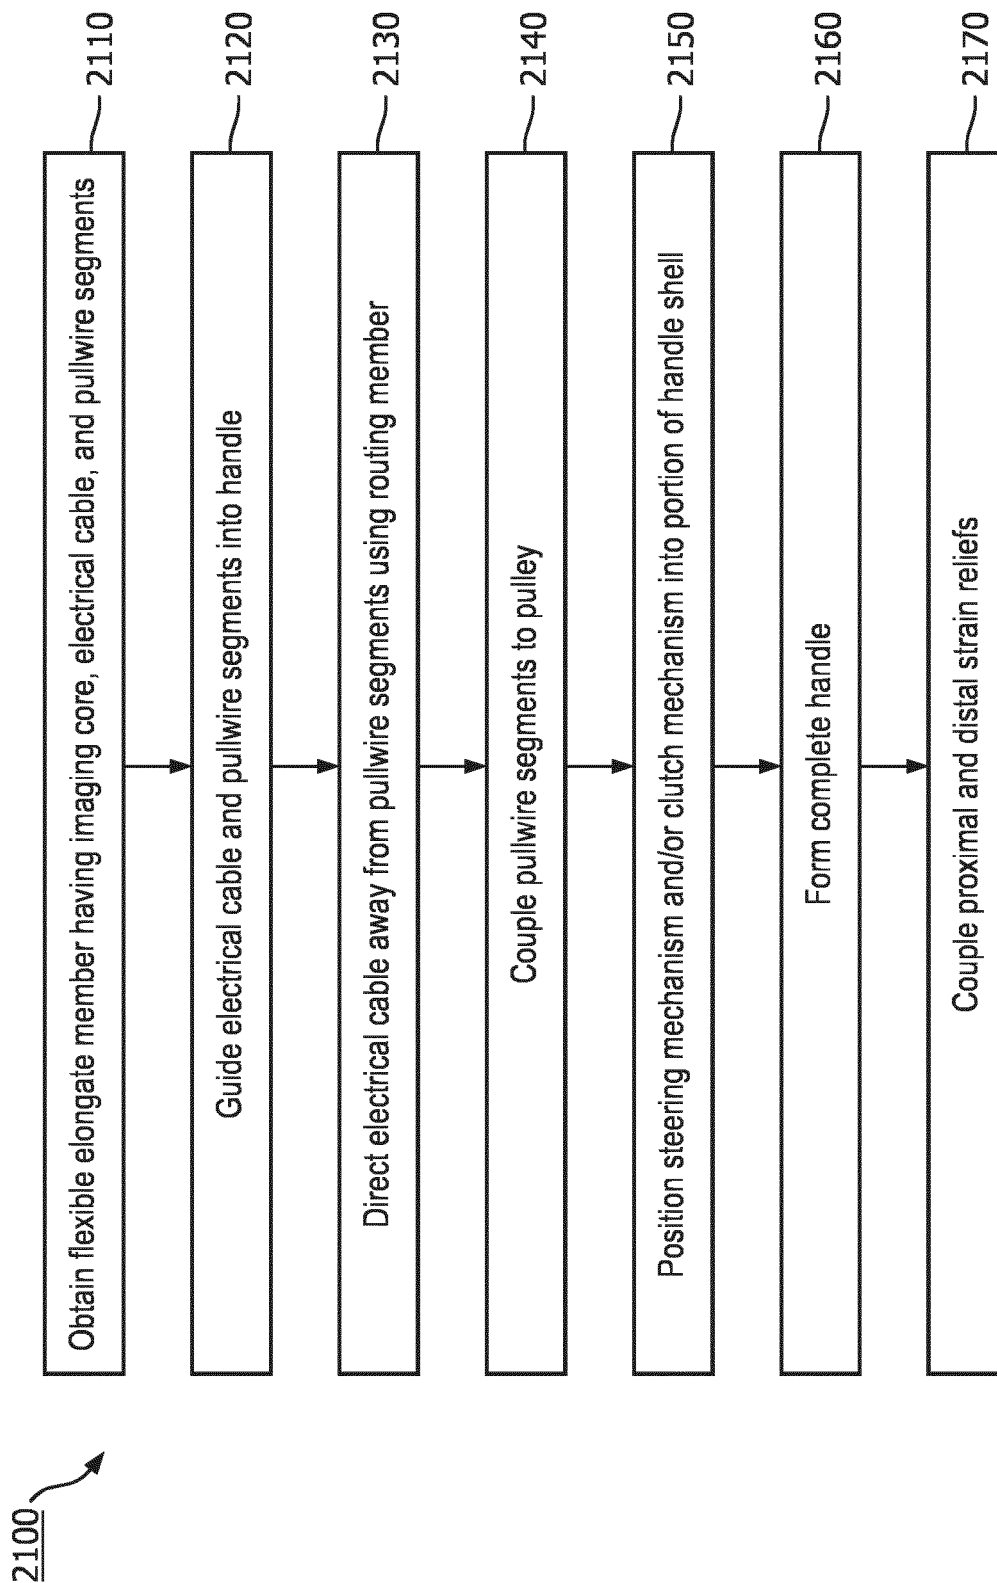 2100
Obtain flexible elongate member having imaging core, electrical cable, and pullwire segments
2110
Guide electrical cable and pullwire segments into handle
2120
Direct electrical cable away from pullwire segments using routing member
2130
Couple pullwire segments to pulley
2140
Position steering mechanism and/or clutch mechanism into portion of handle shell
2150
Form complete handle
2160
Couple proximal and distal strain reliefs
2170